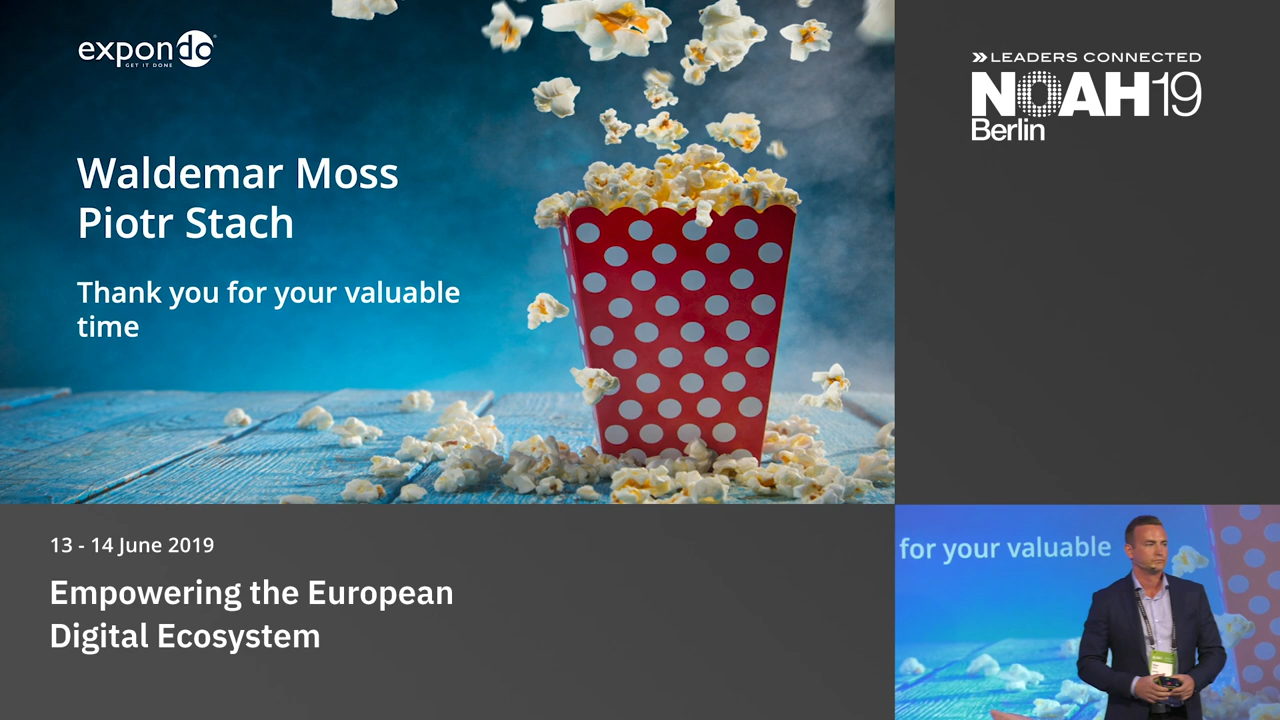 expondo
GET IT DONE
Waldemar Moss
Piotr Stach
Thank you for your valuable
time
LEADERS CONNECTED
NOAH19
Berlin
13 - 14 June 2019
Empowering the European
Digital Ecosystem
for your valuable